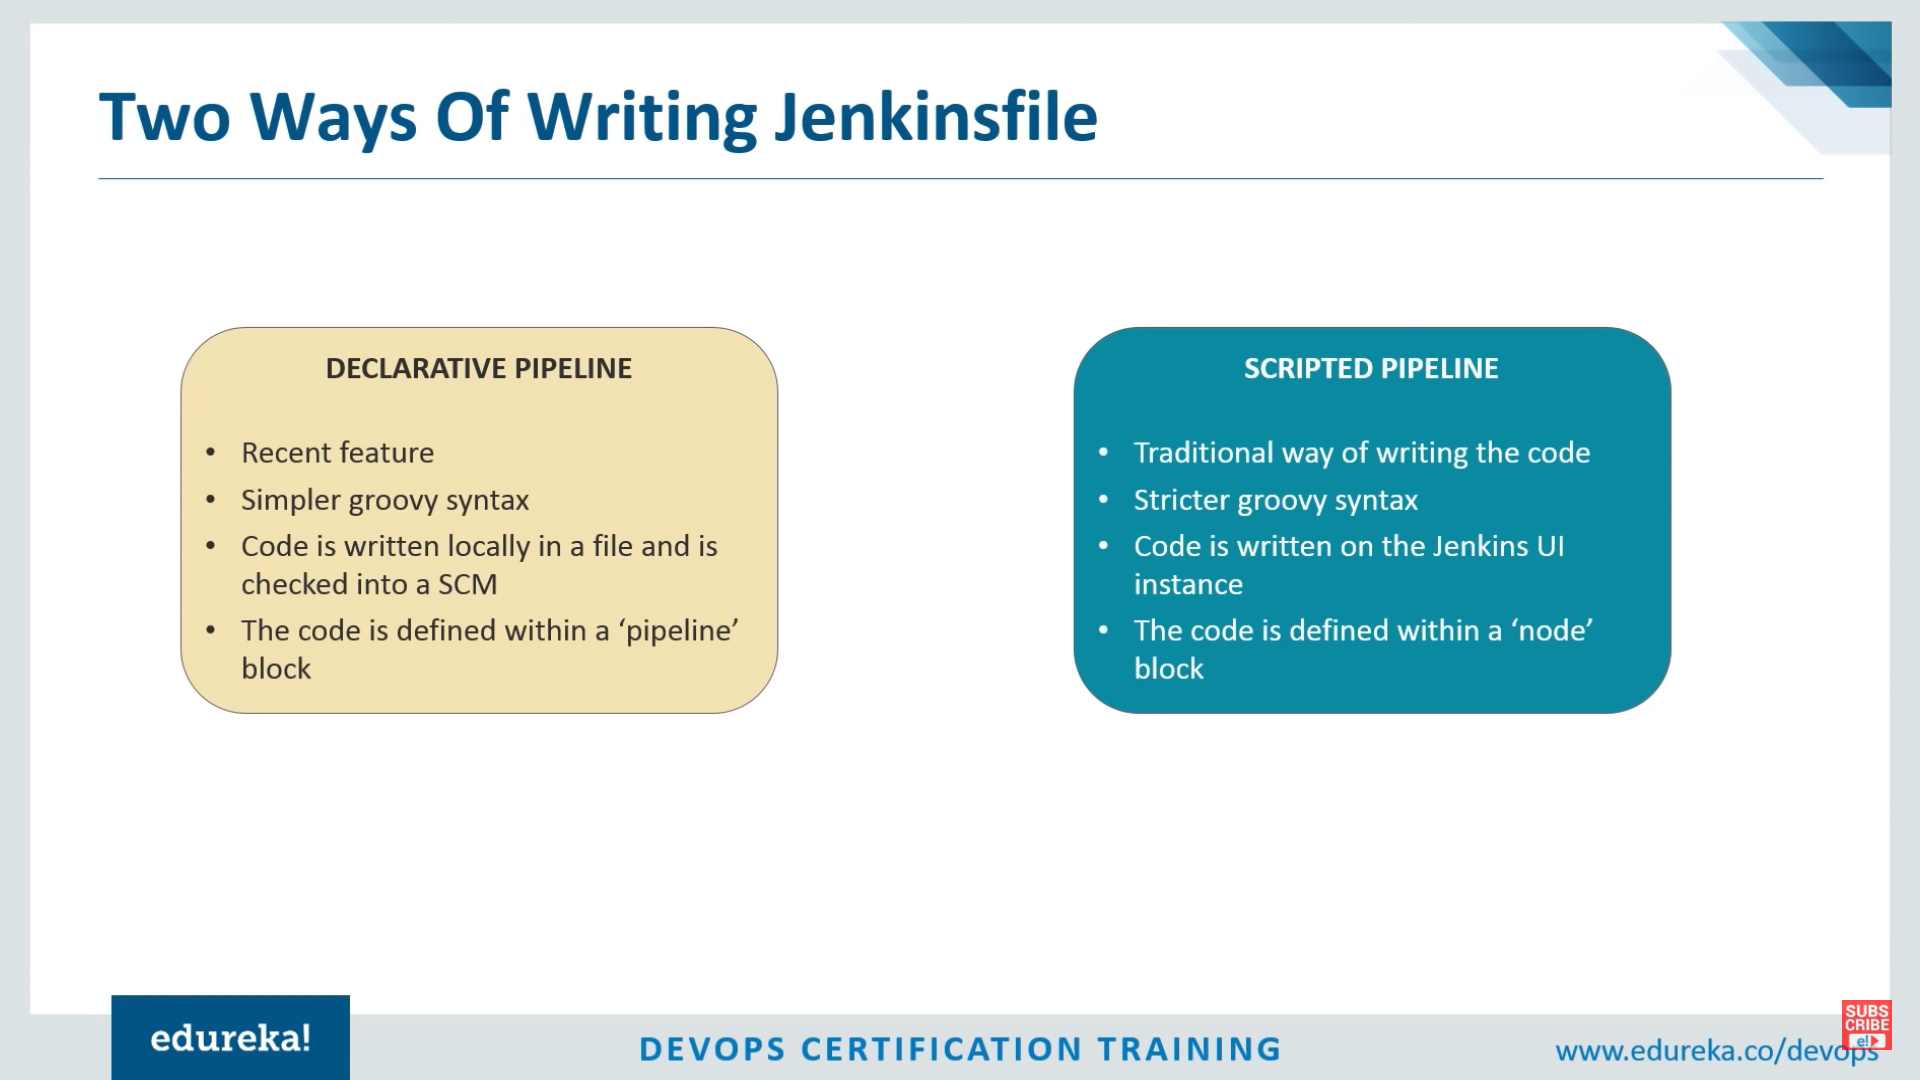 Two Ways Of Writing Jenkinsfile
DECLARATIVE PIPELINE
• Recent feature
• Simpler groovy syntax
• Code is written locally in a file and is
checked into a SCM
• The code is defined within a ‘pipeline’
block
SCRIPTED PIPELINE
• Traditional way of writing the code
• Stricter groovy syntax
• Code is written on the Jenkins UI
instance
• The code is defined within a ‘node’
block
edureka!
DEVOPS CERTIFICATION TRAINING
www.edureka.co/devops
SUBS
CRIBE
e!